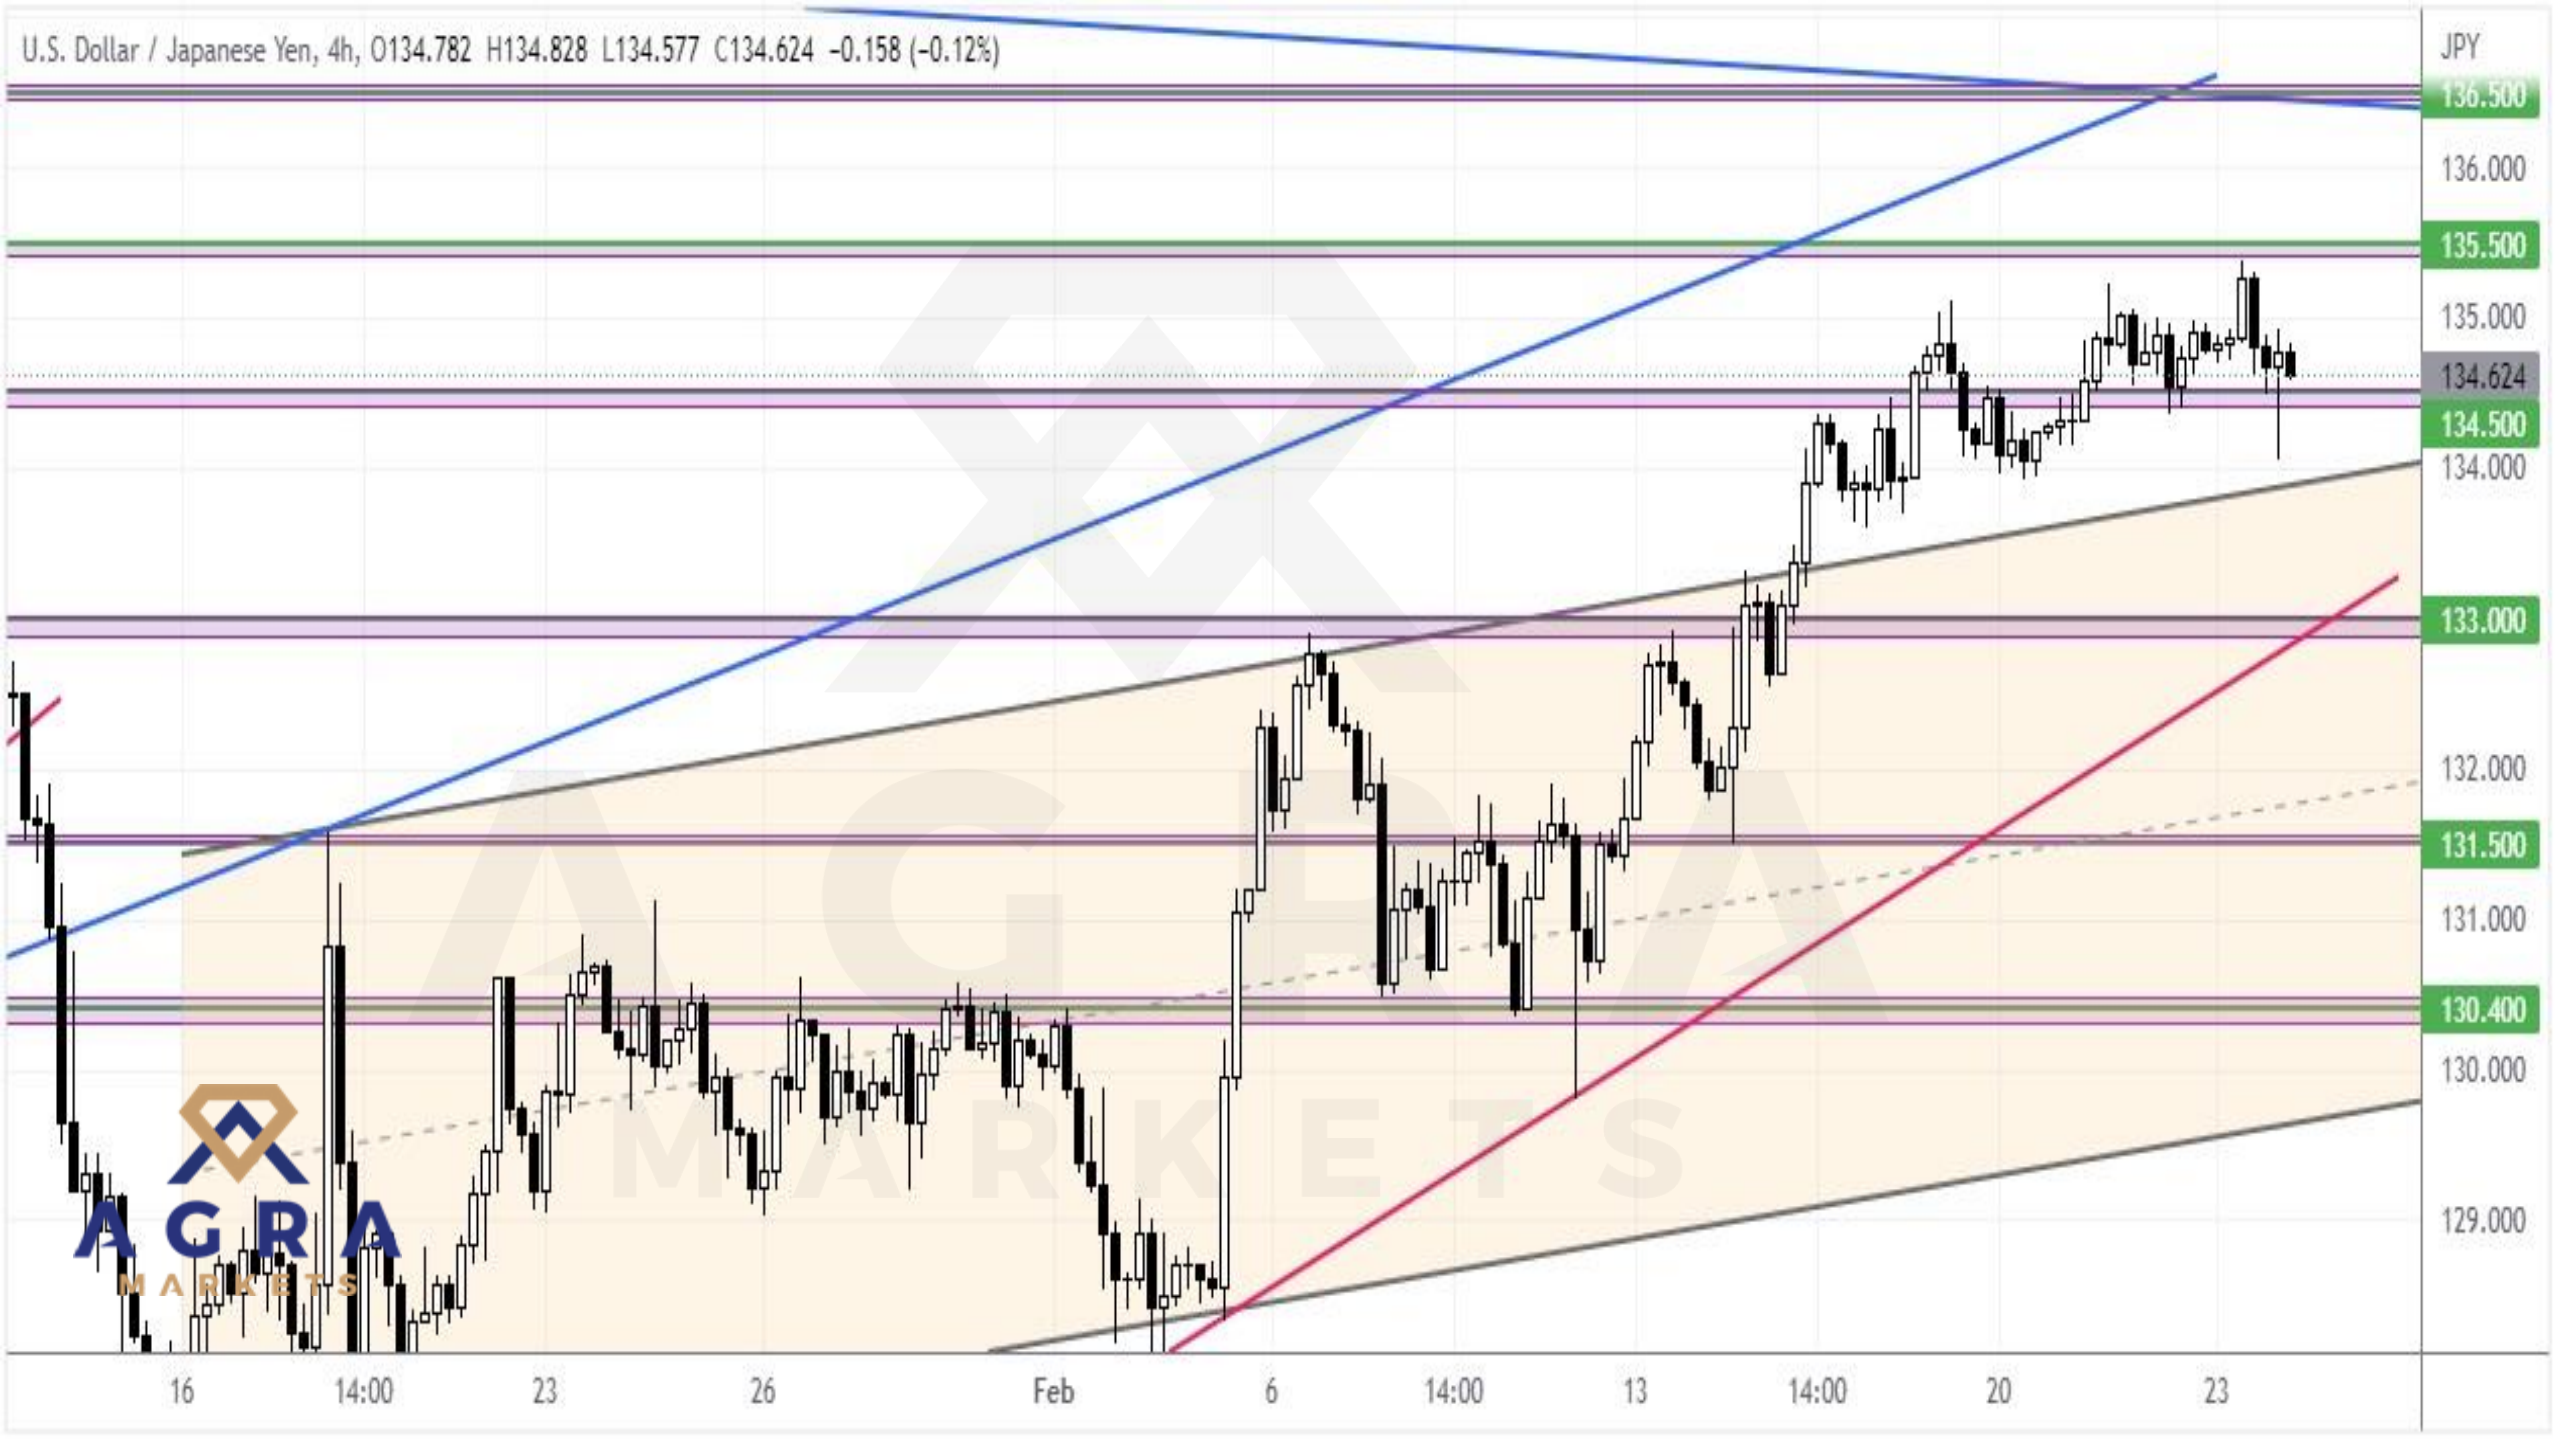 U.S. Dollar / Japanese Yen, 4h, O134.782 H134.828 L134.577 C134.624 −0.158 (−0.12%)
JPY
136.500
136.000
135.500
135.000
134.624
134.500
134.000
133.000
132.000
131.500
131.000
130.400
130.000
129.000
AGRA
MARKETS
AGRA
MARKETS
16 14:00 23 26 Feb 6 14:00 13 14:00 20 23